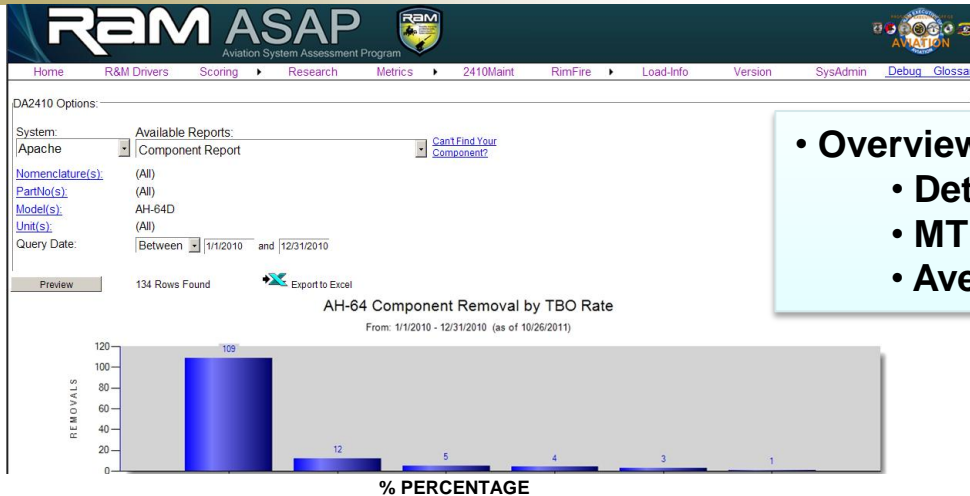 RAM ASAP RAM
Aviation System Assessment Program
AVIATION
Home R&M Drivers Scoring Research Metrics 2410Maint RimFire Load-Info Version SysAdmin Debug Glossa
DA2410 Options:
System: Available Reports:
Apache Component Report Can't Find Your Component?
Nomenclature(s): (All)
PartNo(s): (All)
Model(s): AH-64D
Unit(s): (All)
Query Date: Between 1/1/2010 and 12/31/2010
Preview 134 Rows Found Export to Excel
• Overview
• Det
• MT
• Ave
AH-64 Component Removal by TBO Rate
From: 1/1/2010 - 12/31/2010 (as of 10/26/2011)
REMOVALS
120
100
80
60
40
20
0
109
12
5
4
3
1
% PERCENTAGE